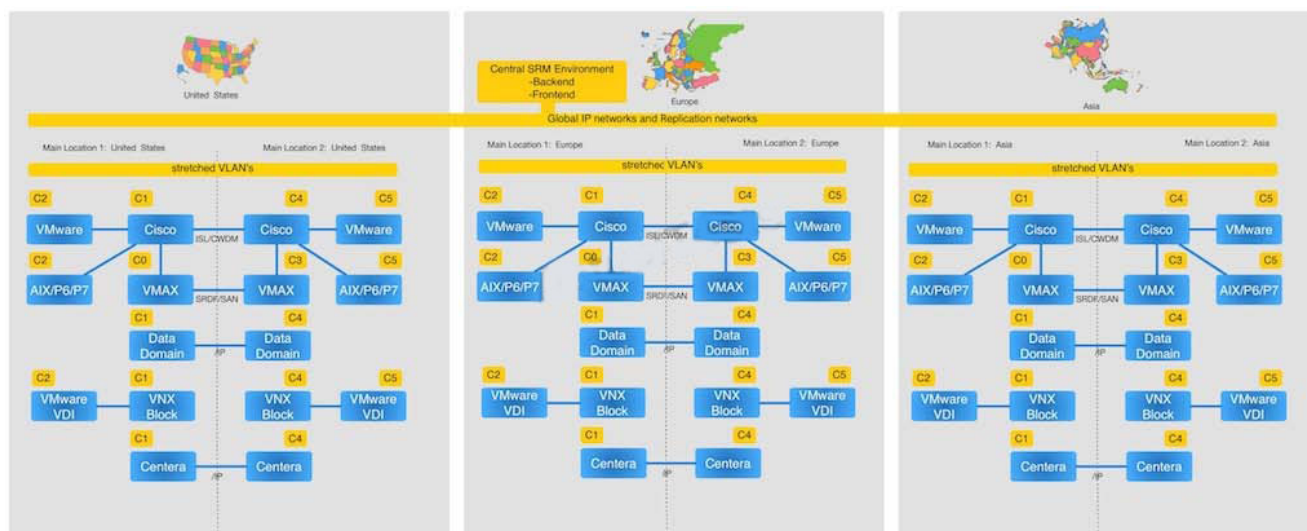 Central SRM Environment
-Backend
-Frontend
United States
Europe
Asia
Global IP networks and Replication networks
Main Location 1: United States
Main Location 2: United States
stretched VLAN's
C2
C1
C4
C5
VMware
Cisco
Cisco
VMware
ISL/CWDM
C2
C0
C3
C5
AIX/P6/P7
VMAX
VMAX
AIX/P6/P7
SRDF/SAN
C1
C4
Data
Domain
Data
Domain
/IP
C2
C1
C4
C5
VMware
VDI
VNX
Block
VNX
Block
VMware
VDI
C1
C4
Centera
Centera
/IP
Main Location 1: Europe
Main Location 2: Europe
stretched VLAN's
C2
C1
C4
C5
VMware
Cisco
Cisco
VMware
ISL/CWDM
C2
C0
C3
C5
AIX/P6/P7
VMAX
VMAX
AIX/P6/P7
SRDF/SAN
C1
C4
Data
Domain
Data
Domain
/IP
C2
C1
C4
C5
VMware
VDI
VNX
Block
VNX
Block
VMware
VDI
C1
C4
Centera
Centera
/IP
Main Location 1: Asia
Main Location 2: Asia
stretched VLAN's
C2
C1
C4
C5
VMware
Cisco
Cisco
VMware
ISL/CWDM
C2
C0
C3
C5
AIX/P6/P7
VMAX
VMAX
AIX/P6/P7
SRDF/SAN
C1
C4
Data
Domain
Data
Domain
/IP
C2
C1
C4
C5
VMware
VDI
VNX
Block
VNX
Block
VMware
VDI
C1
C4
Centera
Centera
/IP